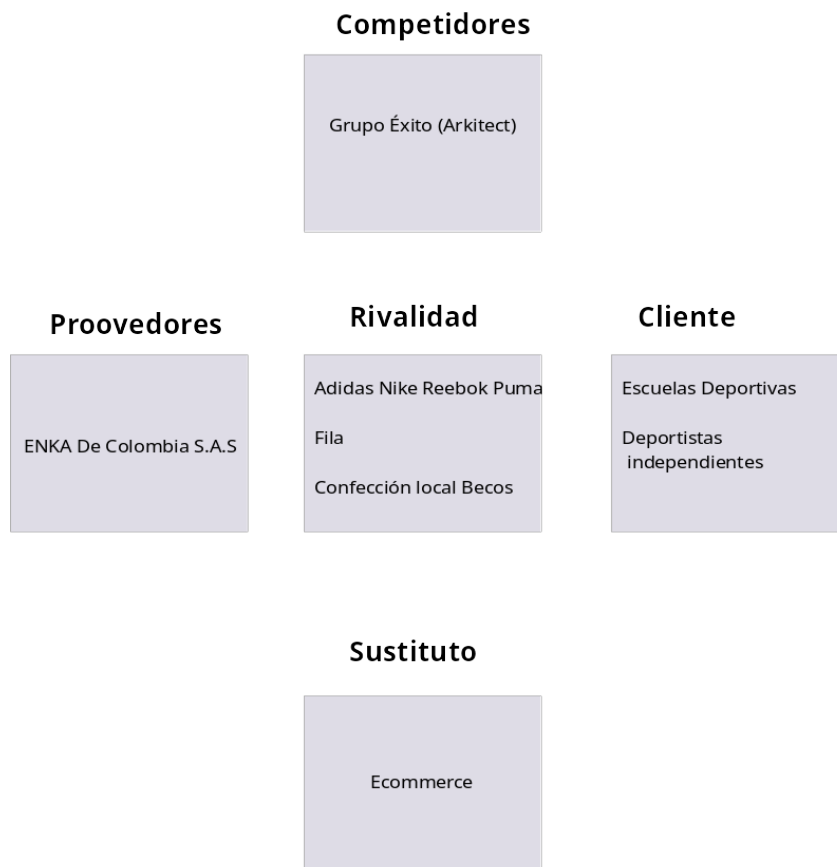 Competidores
Grupo Éxito (Arkitect)
Proovedores
ENKA De Colombia S.A.S
Rivalidad
Adidas Nike Reebok Puma
Fila
Confección local Becos
Cliente
Escuelas Deportivas
Deportistas
independientes
Sustituto
Ecommerce